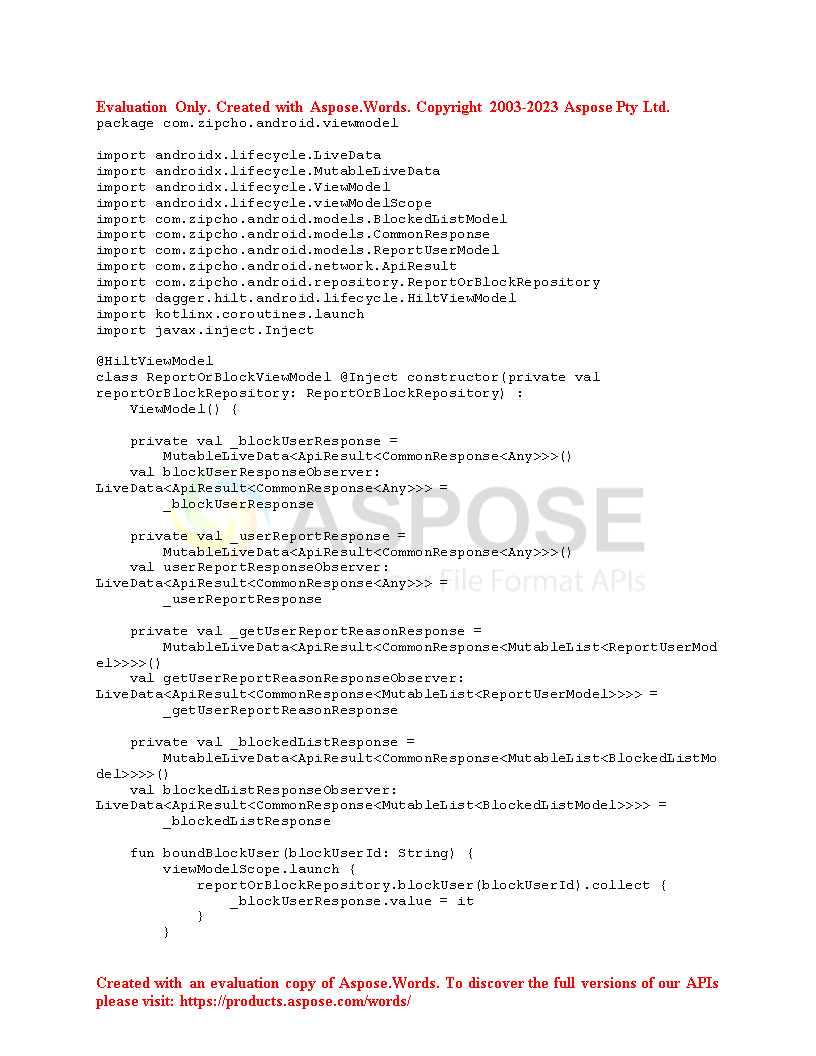 Evaluation Only. Created with Aspose.Words. Copyright 2003-2023 Aspose Pty Ltd.
package com.zipcho.android.viewmodel

import androidx.lifecycle.LiveData
import androidx.lifecycle.MutableLiveData
import androidx.lifecycle.ViewModel
import androidx.lifecycle.viewModelScope
import com.zipcho.android.models.BlockedListModel
import com.zipcho.android.models.CommonResponse
import com.zipcho.android.models.ReportUserModel
import com.zipcho.android.network.ApiResult
import com.zipcho.android.repository.ReportOrBlockRepository
import dagger.hilt.android.lifecycle.HiltViewModel
import kotlinx.coroutines.launch
import javax.inject.Inject

@HiltViewModel
class ReportOrBlockViewModel @Inject constructor(private val
reportOrBlockRepository: ReportOrBlockRepository) :
    ViewModel() {

    private val _blockUserResponse =
        MutableLiveData<ApiResult<CommonResponse<Any>>>()
    val blockUserResponseObserver:
LiveData<ApiResult<CommonResponse<Any>>> =
        _blockUserResponse
ASPOSE

    private val _userReportResponse =
        MutableLiveData<ApiResult<CommonResponse<Any>>>()
    val userReportResponseObserver:
LiveData<ApiResult<CommonResponse<Any>>> =
Your File Format APIs
        _userReportResponse

    private val _getUserReportReasonResponse =
        MutableLiveData<ApiResult<CommonResponse<MutableList<ReportUserMod
el>>>>()
    val getUserReportReasonResponseObserver:
LiveData<ApiResult<CommonResponse<MutableList<ReportUserModel>>>> =
        _getUserReportReasonResponse

    private val _blockedListResponse =
        MutableLiveData<ApiResult<CommonResponse<MutableList<BlockedListMo
del>>>>()
    val blockedListResponseObserver:
LiveData<ApiResult<CommonResponse<MutableList<BlockedListModel>>>> =
        _blockedListResponse

    fun boundBlockUser(blockUserId: String) {
        viewModelScope.launch {
            reportOrBlockRepository.blockUser(blockUserId).collect {
                _blockUserResponse.value = it
            }
        }

Created with an evaluation copy of Aspose.Words. To discover the full versions of our APIs
please visit: https://products.aspose.com/words/